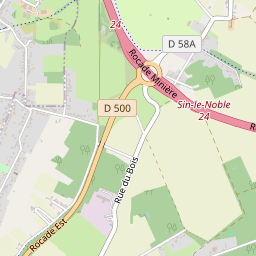 24
D 58A
Rocade Minière
D 500
Sin-le-Noble
24
Rue du Bois
Rocade Est